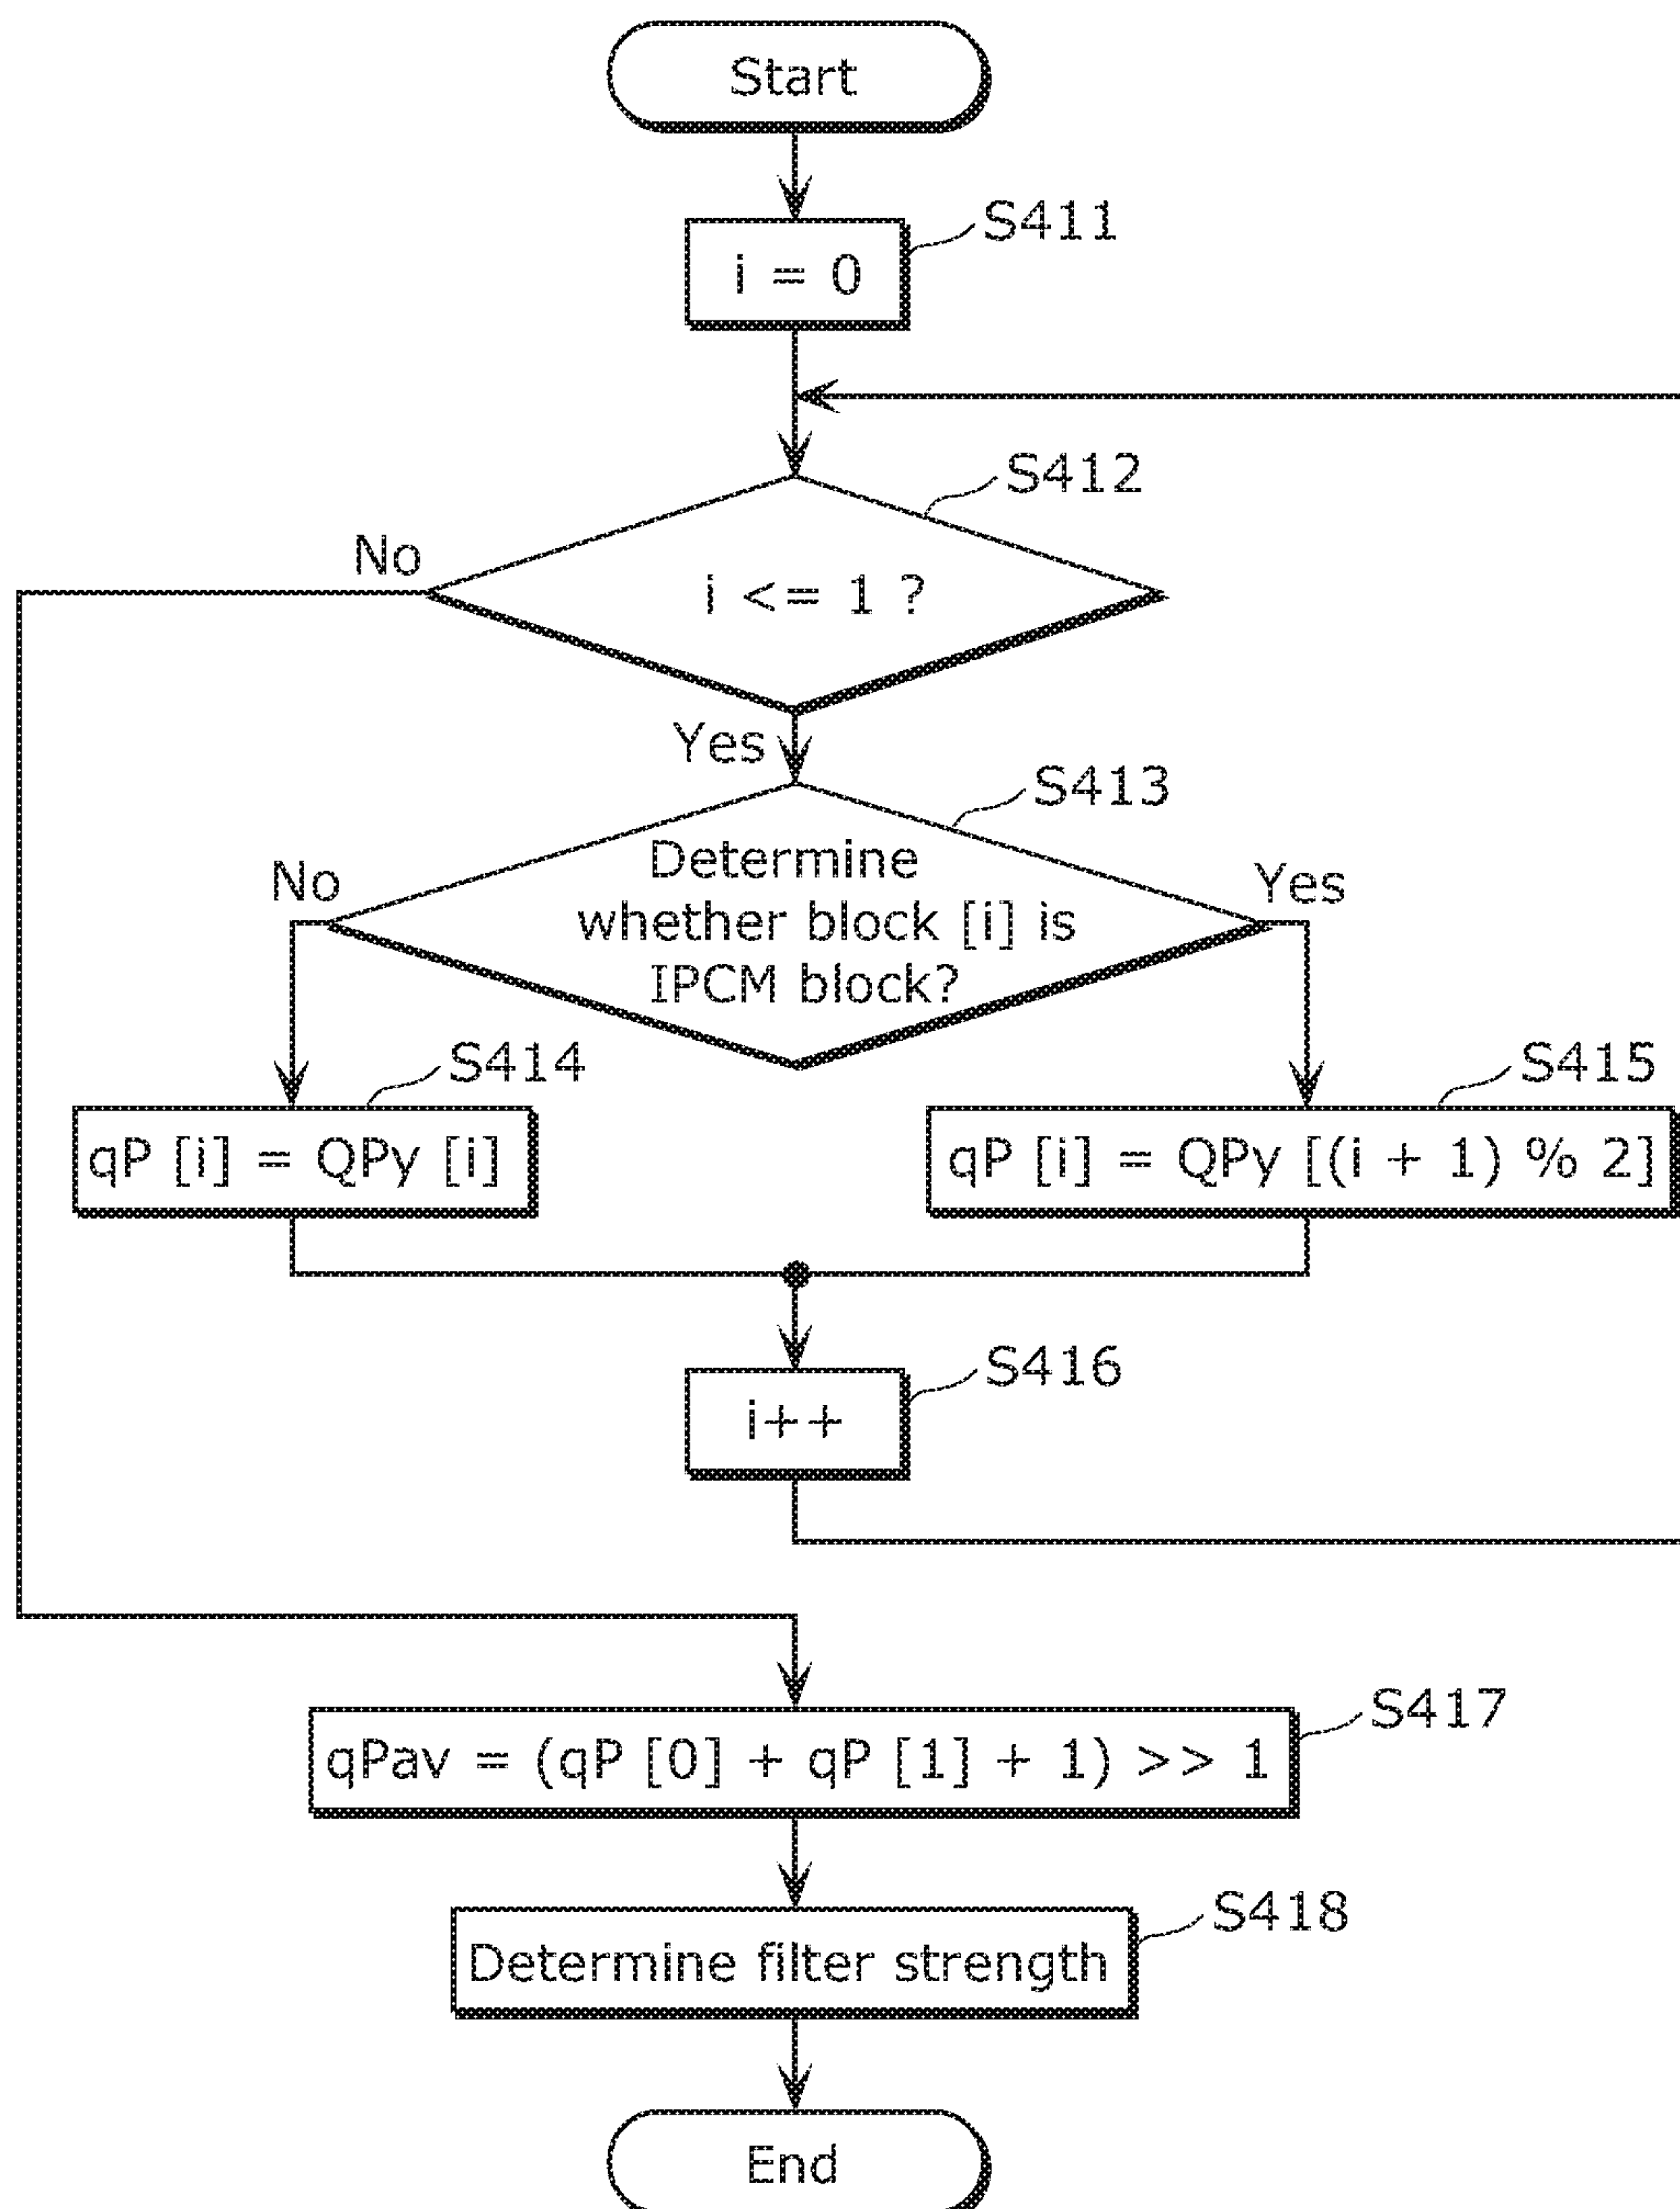 Start
S411
i = 0
S412
No
i <= 1 ?
Yes
S413
Determine
whether block [i] is
IPCM block?
No
Yes
S414
S415
qP [i] = QPy [i]
qP [i] = QPy [(i + 1) % 2]
S416
i++
S417
qPav = (qP [0] + qP [1] + 1) >> 1
S418
Determine filter strength
End